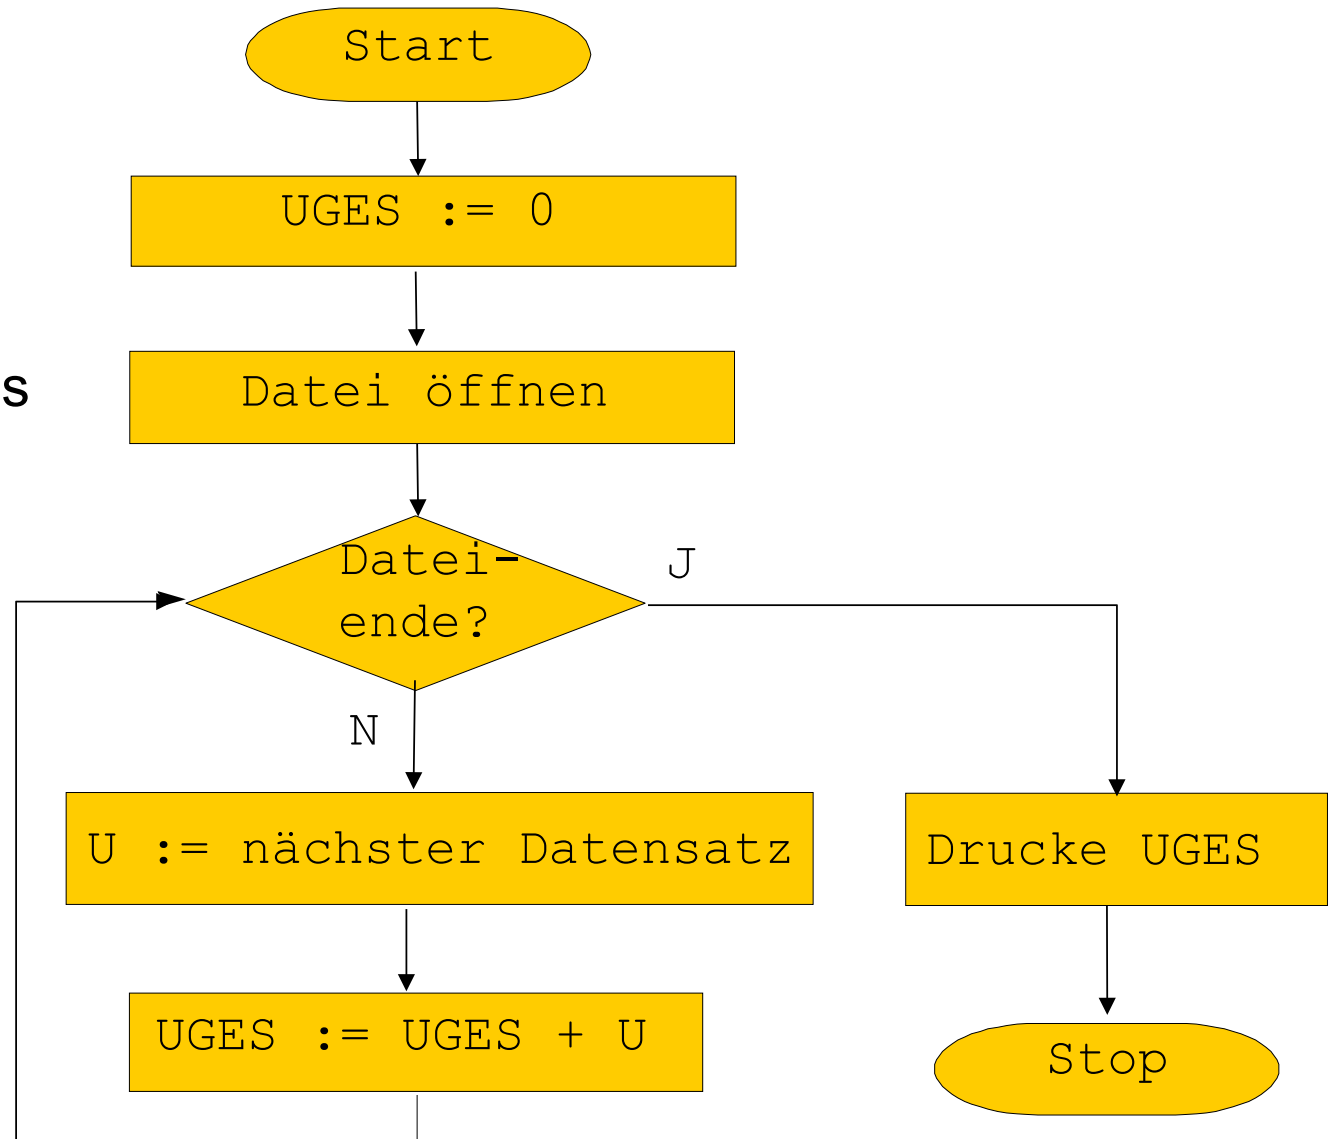 Start
UGES := 0
s
Datei öffnen
Datei-
ende?
J
N
U := nächster Datensatz
Drucke UGES
UGES := UGES + U
Stop